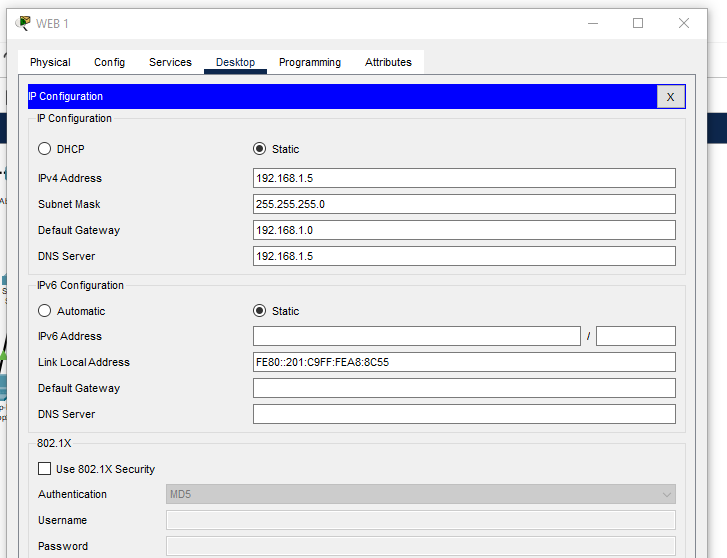 WEB 1
Physical Config Services Desktop Programming Attributes
IP Configuration X
IP Configuration
DHCP Static
IPv4 Address 192.168.1.5
Subnet Mask 255.255.255.0
Default Gateway 192.168.1.0
DNS Server 192.168.1.5
IPv6 Configuration
Automatic Static
IPv6 Address /
Link Local Address FE80::201:C9FF:FEA8:8C55
Default Gateway
DNS Server
802.1X
Use 802.1X Security
Authentication MD5
Username
Password